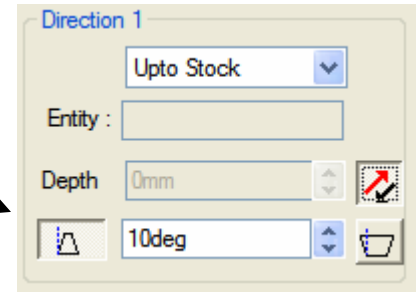 Direction 1
Upto Stock
Entity :
Depth 0mm
10deg